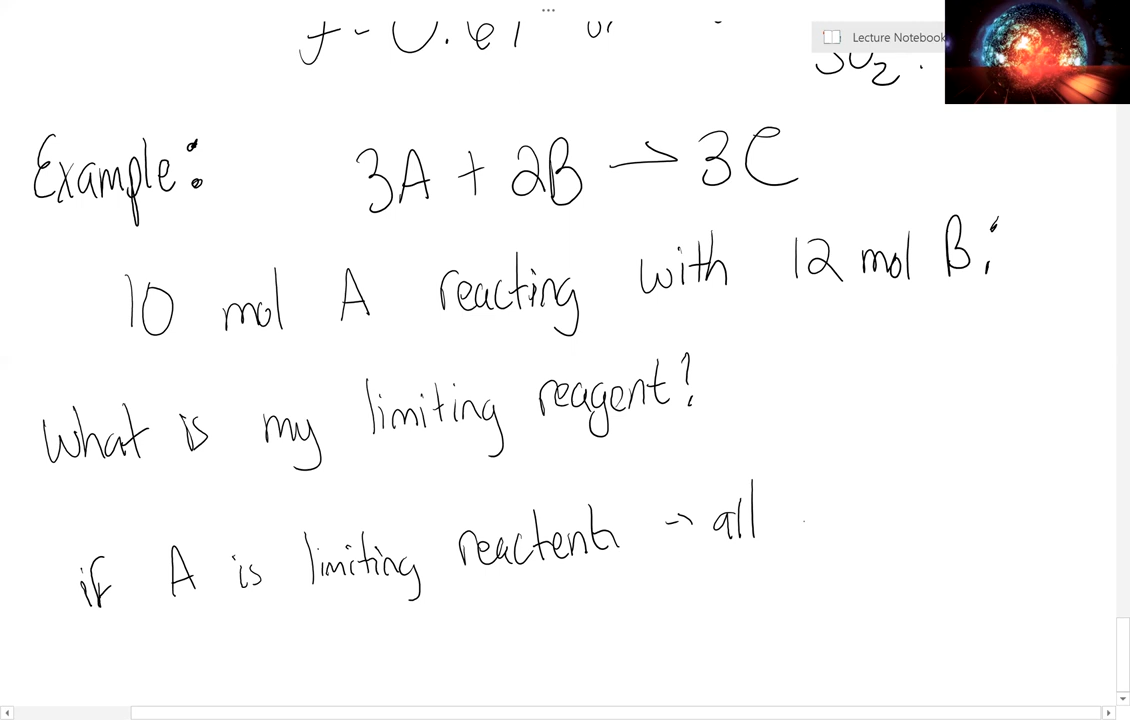 Lecture Notebook
Example: 3A + 2B → 3C
10 mol A reacting with 12 mol B:
What is my limiting reagent?
if A is limiting reactent → all